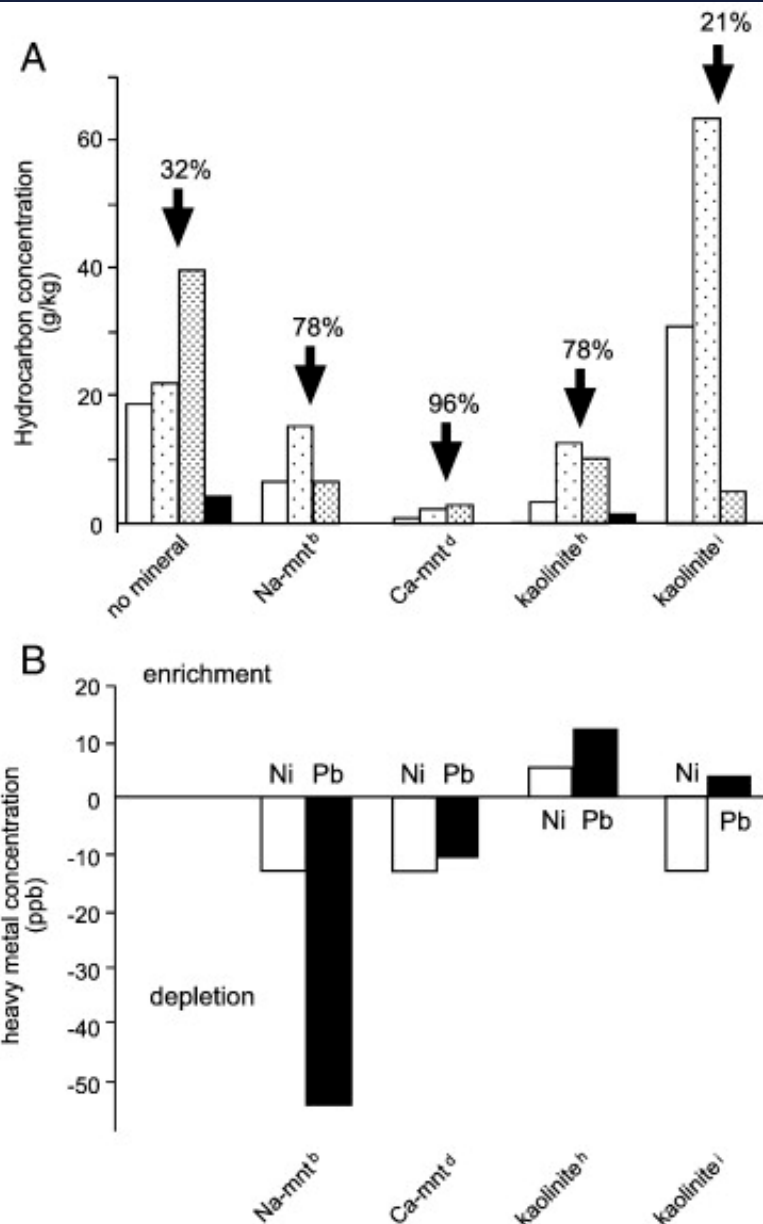 A
21%
60
32%
40
78%
78%
20
96%
0
Hydrocarbon concentration
(g/kg)
no mineral
Na-mnt b
Ca-mnt d
kaolinite h
kaolinite i
B
enrichment
20
10
Ni Pb
Ni Pb
Ni
0
Ni Pb
Pb
-10
-20
-30
depletion
-40
-50
heavy metal concentration
(ppb)
Na-mnt b
Ca-mnt d
kaolinite h
kaolinite i